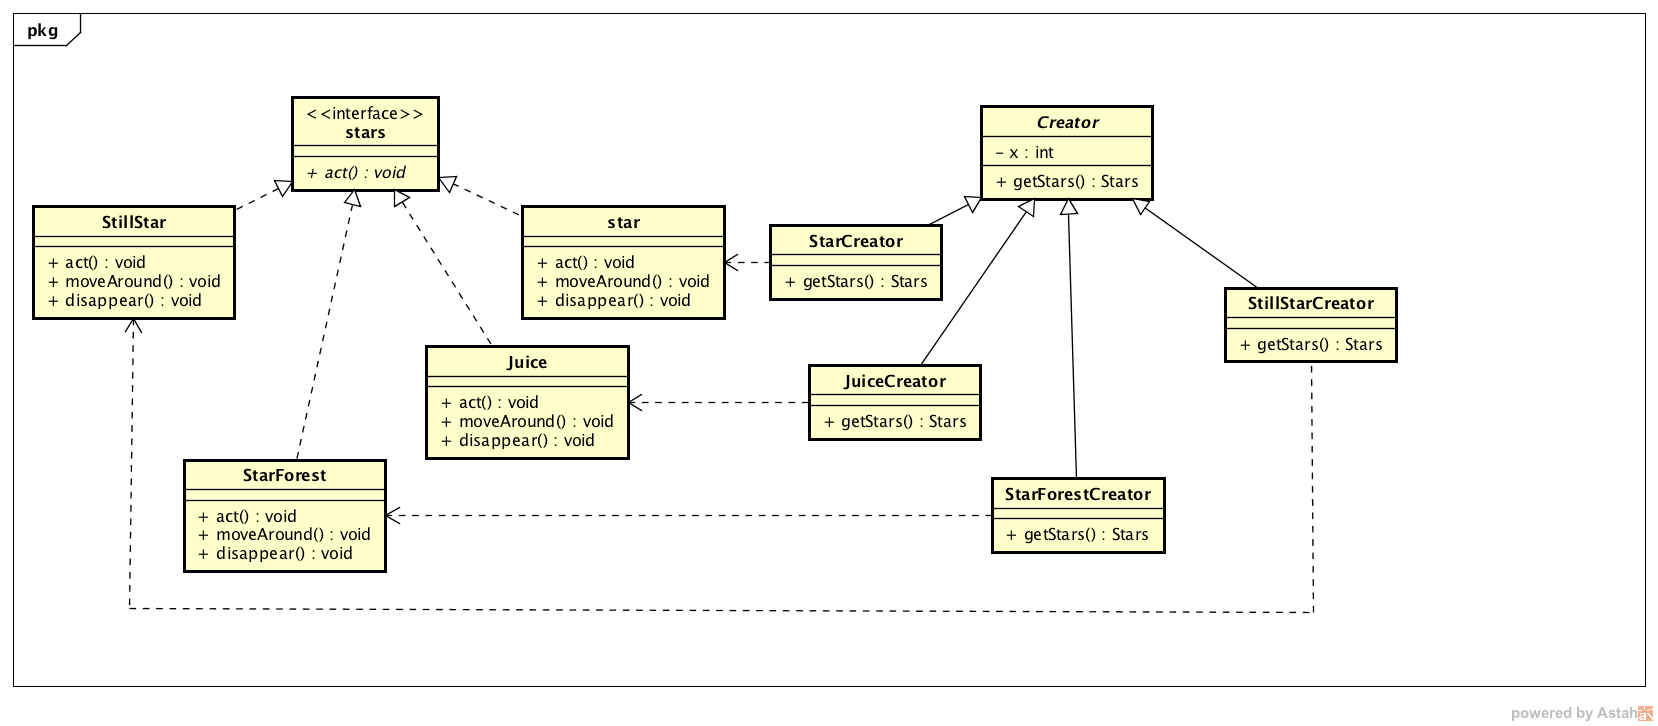 pkg
<<interface>>
stars
+ act() : void
Creator
- x : int
+ getStars() : Stars
StillStar
+ act() : void
+ moveAround() : void
+ disappear() : void
star
+ act() : void
+ moveAround() : void
+ disappear() : void
StarCreator
+ getStars() : Stars
StillStarCreator
+ getStars() : Stars
Juice
+ act() : void
+ moveAround() : void
+ disappear() : void
JuiceCreator
+ getStars() : Stars
StarForest
+ act() : void
+ moveAround() : void
+ disappear() : void
StarForestCreator
+ getStars() : Stars
powered by Astah